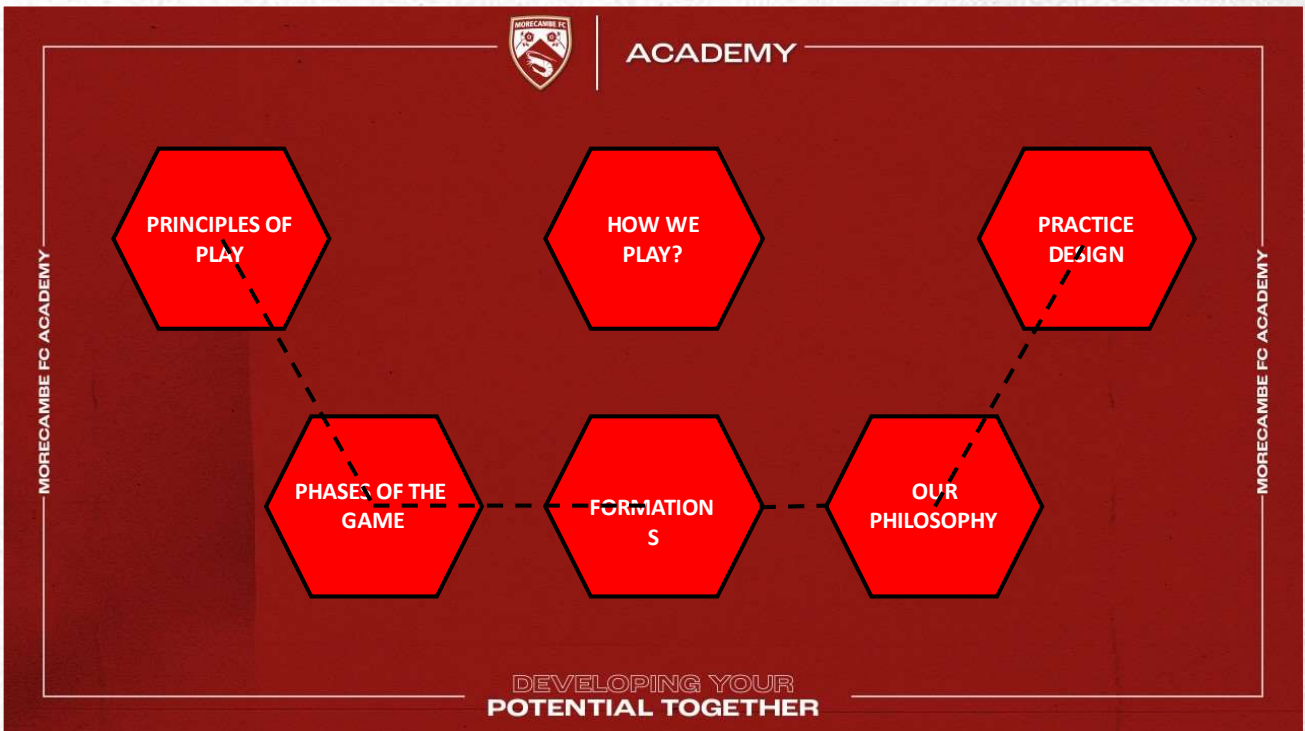 MORECAMBE FC
ACADEMY
PRINCIPLES OF
PLAY
HOW WE
PLAY?
PRACTICE
DESIGN
MORECAMBE FC ACADEMY
MORECAMBE FC ACADEMY
PHASES OF THE
GAME
FORMATION
S
OUR
PHILOSOPHY
DEVELOPING YOUR
POTENTIAL TOGETHER